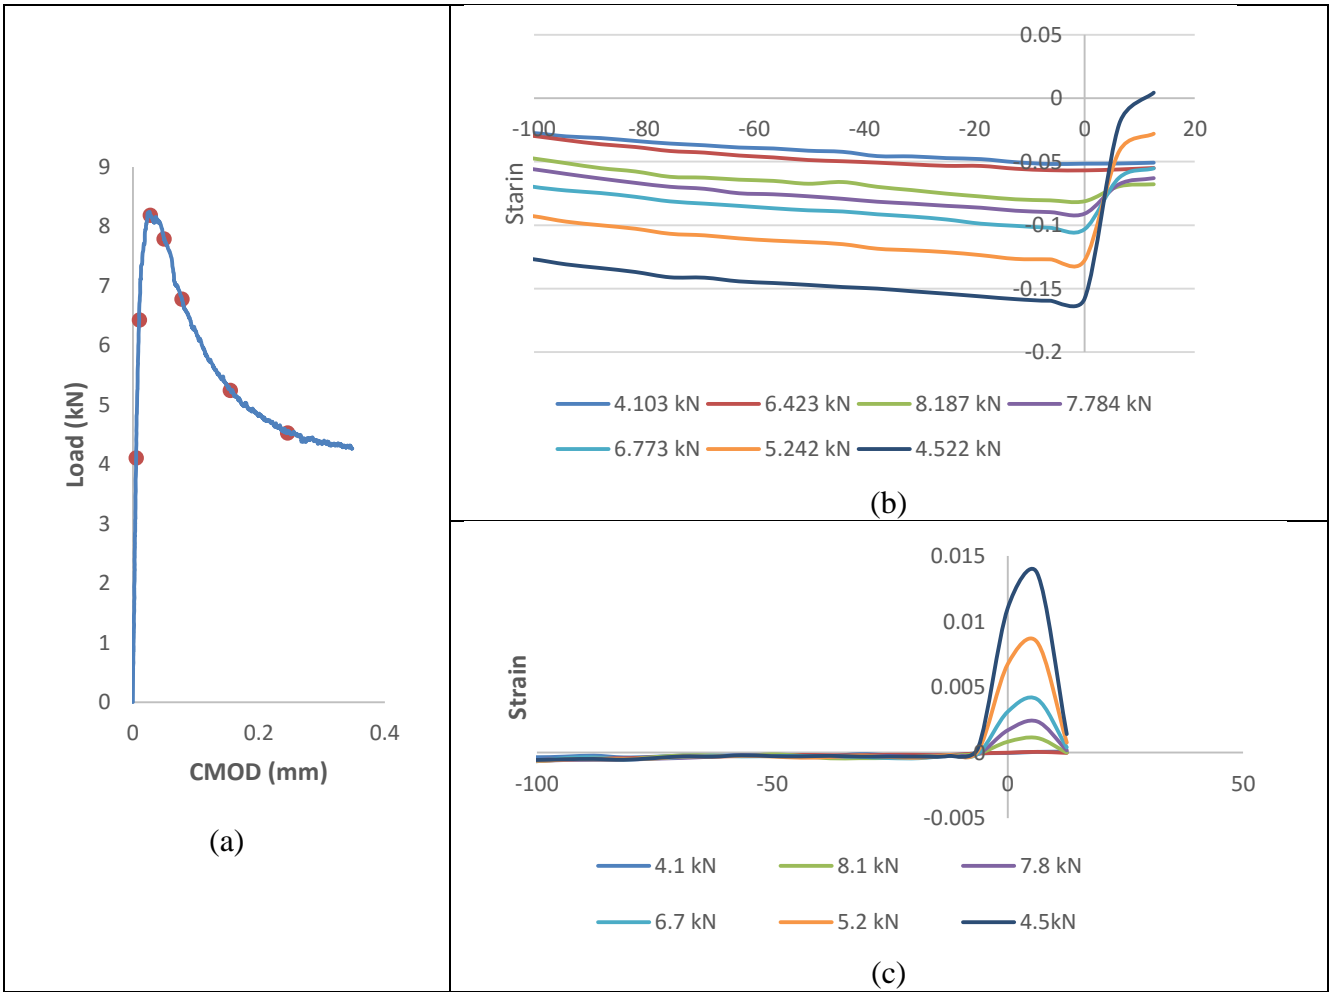 9
8
7
6
5
4
3
2
1
0
0 0.2 0.4
Load (kN)
CMOD (mm)
(a)
0.05
0
-100 -80 -60 -40 -20 0 20
-0.05
-0.1
-0.15
-0.2
Starin
4.103 kN 6.423 kN 8.187 kN 7.784 kN
6.773 kN 5.242 kN 4.522 kN
(b)
0.015
0.01
0.005
0
-100 -50 0 50
-0.005
Strain
4.1 kN 8.1 kN 7.8 kN
6.7 kN 5.2 kN 4.5kN
(c)